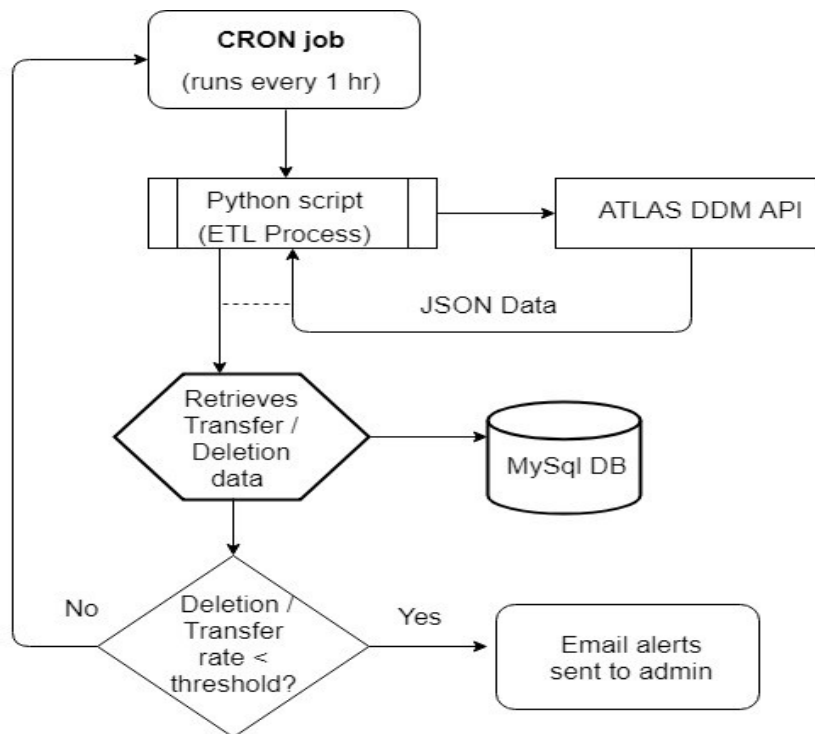 CRON job
(runs every 1 hr)
Python script
(ETL Process)
ATLAS DDM API
JSON Data
Retrieves
Transfer /
Deletion
data
MySql DB
No
Deletion /
Transfer
rate <
threshold?
Yes
Email alerts
sent to admin